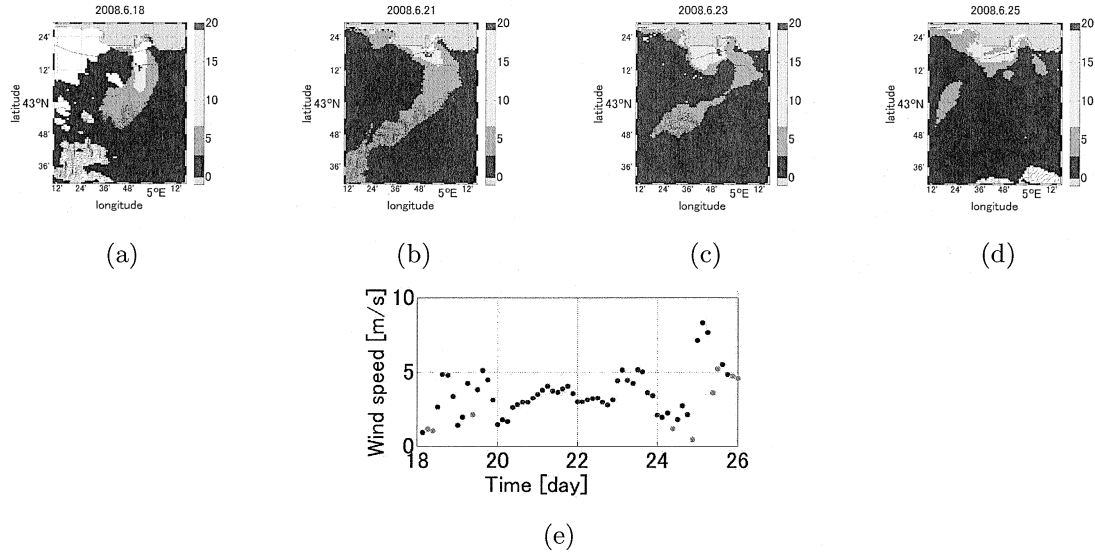 2008.6.18
2008.6.21
2008.6.23
2008.6.25
latitude
24'
12'
43°N
48'
36'
12' 24' 36' 48' 5°E 12'
longitude
20
15
10
5
0
latitude
24'
12'
43°N
48'
36'
12' 24' 36' 48' 5°E 12'
longitude
20
15
10
5
0
latitude
24'
12'
43°N
48'
36'
12' 24' 36' 48' 5°E 12'
longitude
20
15
10
5
0
latitude
24'
12'
43°N
48'
36'
12' 24' 36' 48' 5°E 12'
longitude
20
15
10
5
0
(a)
(b)
(c)
(d)
Wind speed [m/s]
10
5
0
18 20 22 24 26
Time [day]
(e)